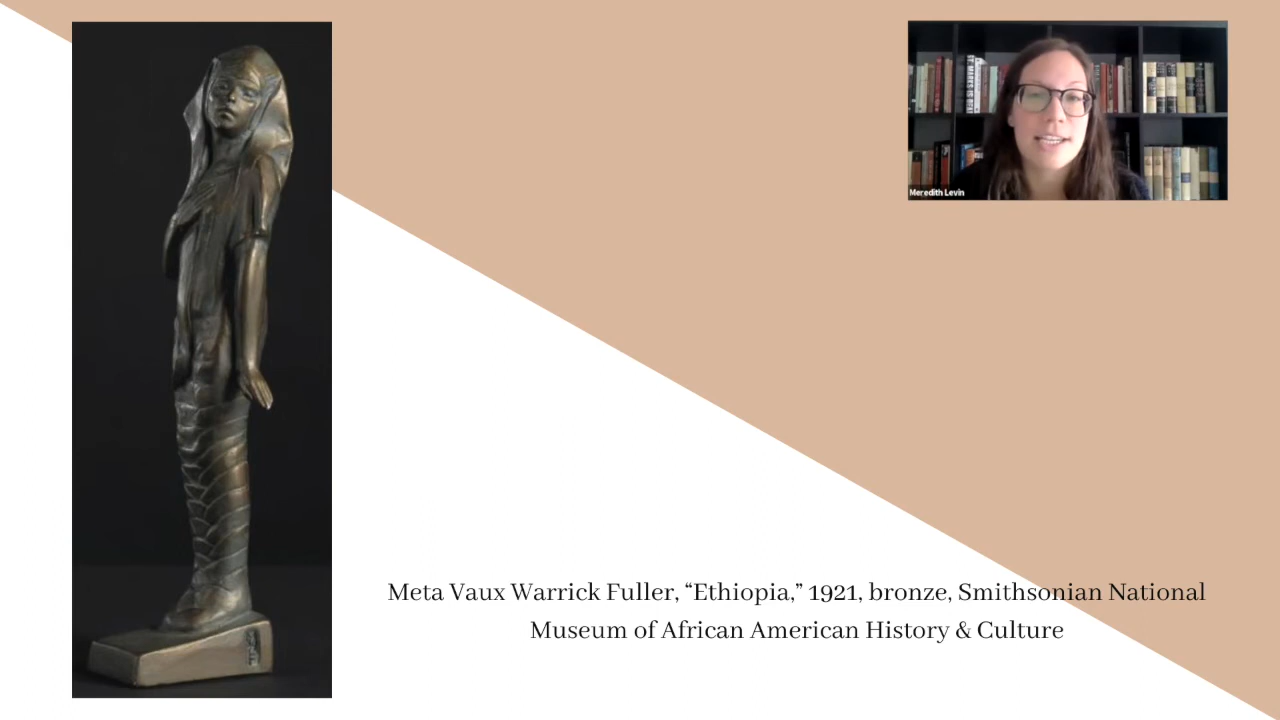 Meredith Levin
Meta Vaux Warrick Fuller, “Ethiopia,” 1921, bronze, Smithsonian National
Museum of African American History & Culture